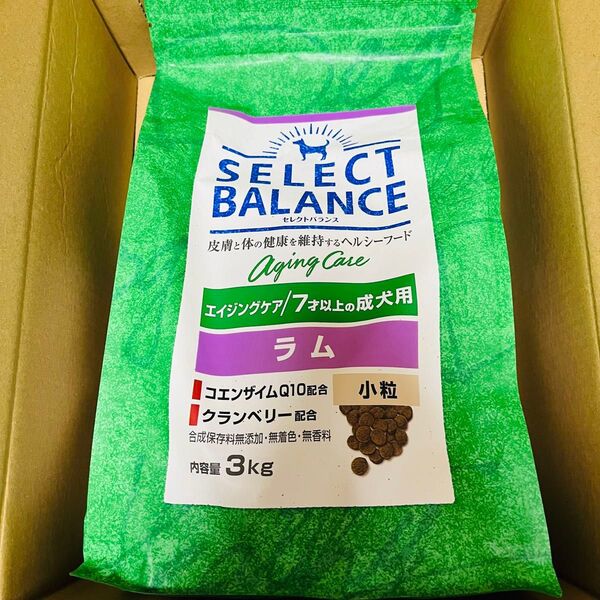 SELECT
BALANCE
セレクトバランス
皮膚と体の健康を維持するヘルシーフード
Aging Care
エイジングケア/7才以上の成犬用
ラム
コエンザイムQ10配合
小粒
クランベリー配合
合成保存料無添加・無着色・無香料
内容量 3kg